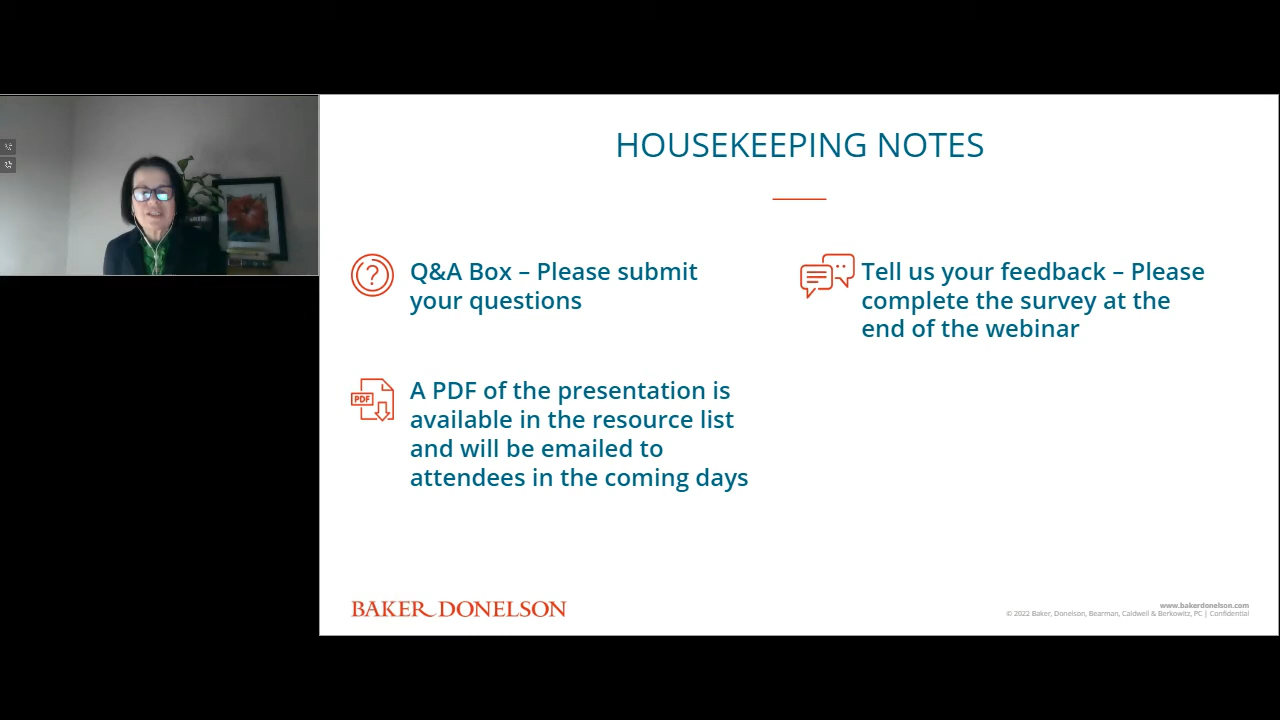 HOUSEKEEPING NOTES
Q&A Box – Please submit
your questions
PDF
A PDF of the presentation is
available in the resource list
and will be emailed to
attendees in the coming days
Tell us your feedback – Please
complete the survey at the
end of the webinar
BAKER DONELSON
www.bakerdonelson.com
© 2022 Baker, Donelson, Bearman, Caldwell & Berkowitz, PC | Confidential